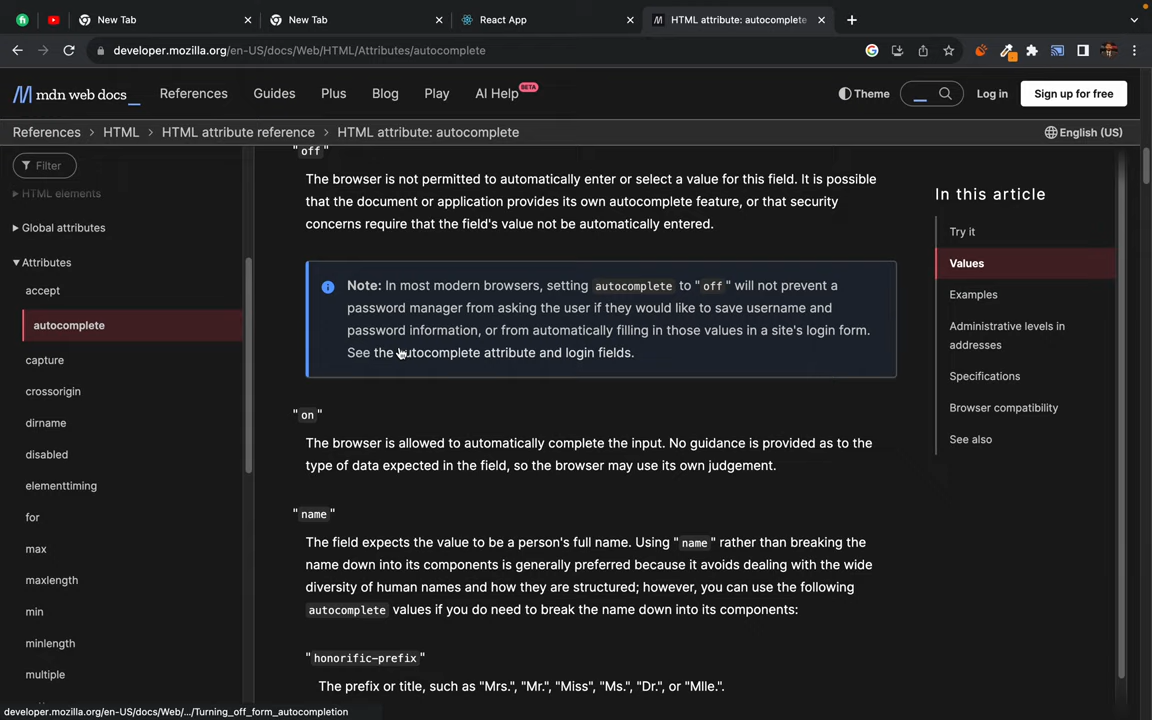 New Tab
New Tab
React App
HTML attribute: autocomplete
developer.mozilla.org/en-US/docs/Web/HTML/Attributes/autocomplete
mdn web docs_
References
Guides
Plus
Blog
Play
AI Help BETA
Theme
Log in
Sign up for free
References > HTML > HTML attribute reference > HTML attribute: autocomplete
English (US)
Filter
HTML elements
Global attributes
Attributes
accept
autocomplete
capture
crossorigin
dirname
disabled
elementtiming
for
max
maxlength
min
minlength
multiple
"off"
The browser is not permitted to automatically enter or select a value for this field. It is possible
that the document or application provides its own autocomplete feature, or that security
concerns require that the field's value not be automatically entered.
Note: In most modern browsers, setting autocomplete to "off" will not prevent a
password manager from asking the user if they would like to save username and
password information, or from automatically filling in those values in a site's login form.
See the autocomplete attribute and login fields.
"on"
The browser is allowed to automatically complete the input. No guidance is provided as to the
type of data expected in the field, so the browser may use its own judgement.
"name"
The field expects the value to be a person's full name. Using "name" rather than breaking the
name down into its components is generally preferred because it avoids dealing with the wide
diversity of human names and how they are structured; however, you can use the following
autocomplete values if you do need to break the name down into its components:
"honorific-prefix"
The prefix or title, such as "Mrs.", "Mr.", "Miss", "Ms.", "Dr.", or "Mlle.".
In this article
Try it
Values
Examples
Administrative levels in
addresses
Specifications
Browser compatibility
See also
developer.mozilla.org/en-US/docs/Web/.../Turning_off_form_autocompletion